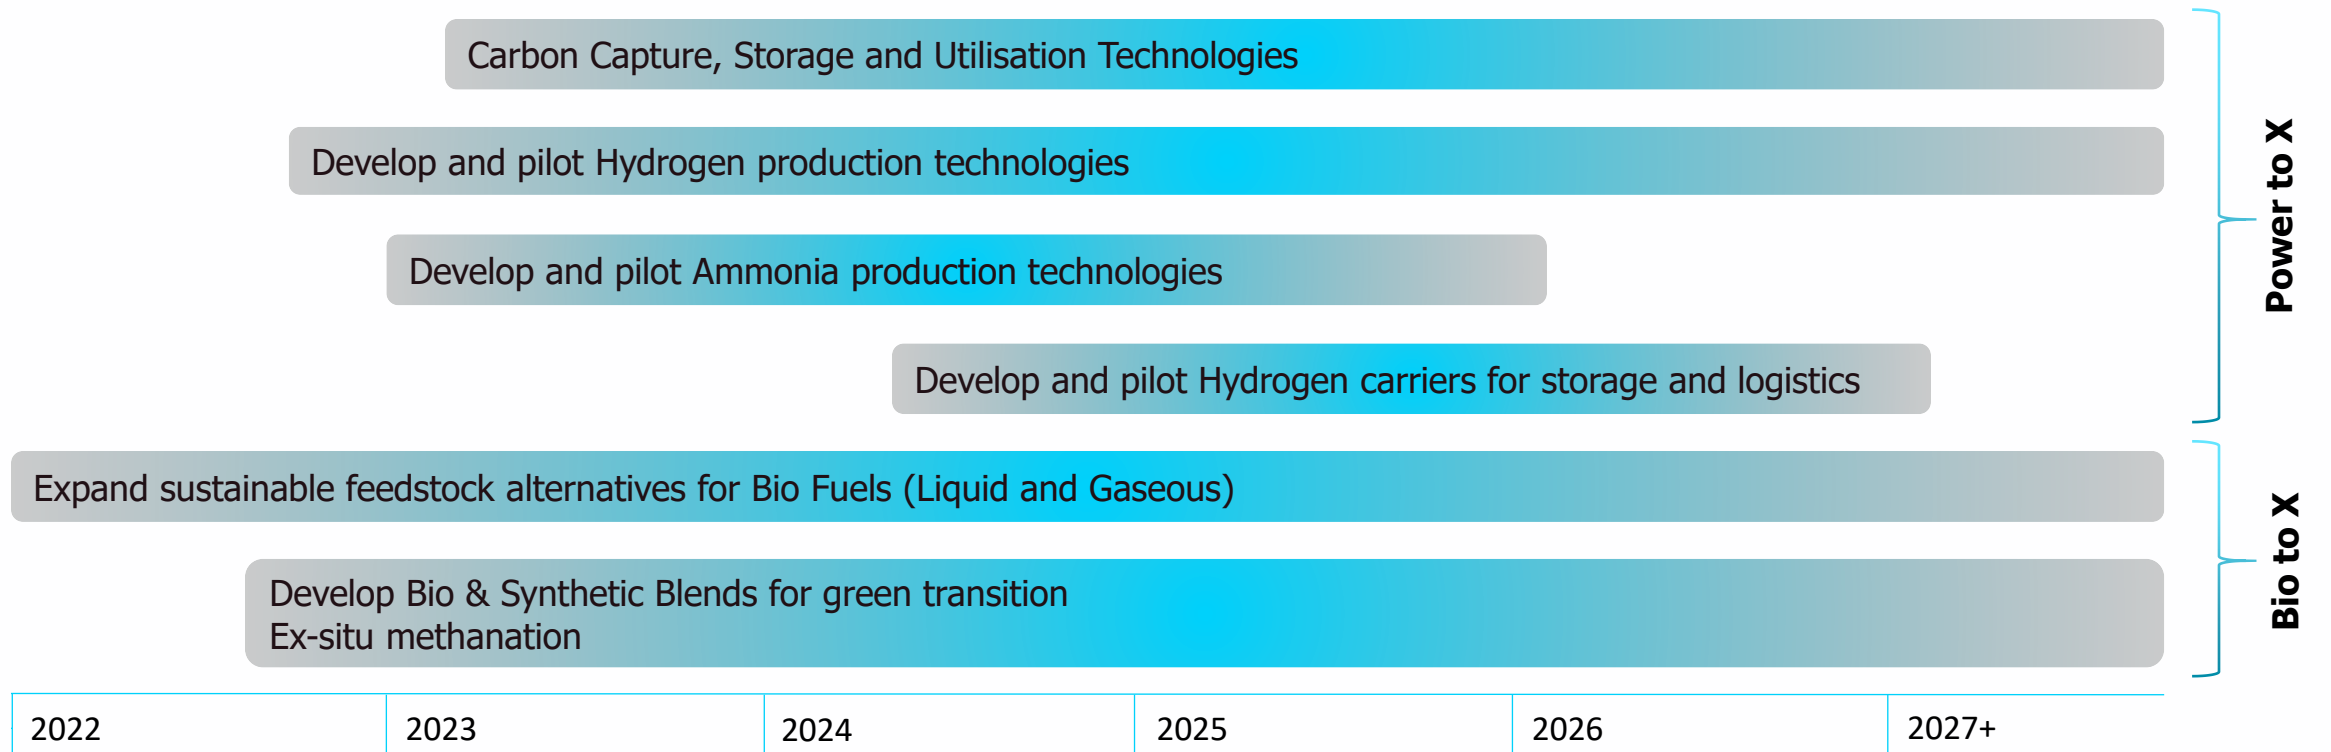 Carbon Capture, Storage and Utilisation Technologies
Develop and pilot Hydrogen production technologies
Develop and pilot Ammonia production technologies
Develop and pilot Hydrogen carriers for storage and logistics
Power to X
Expand sustainable feedstock alternatives for Bio Fuels (Liquid and Gaseous)
Develop Bio & Synthetic Blends for green transition
Ex-situ methanation
Bio to X
2022 2023 2024 2025 2026 2027+